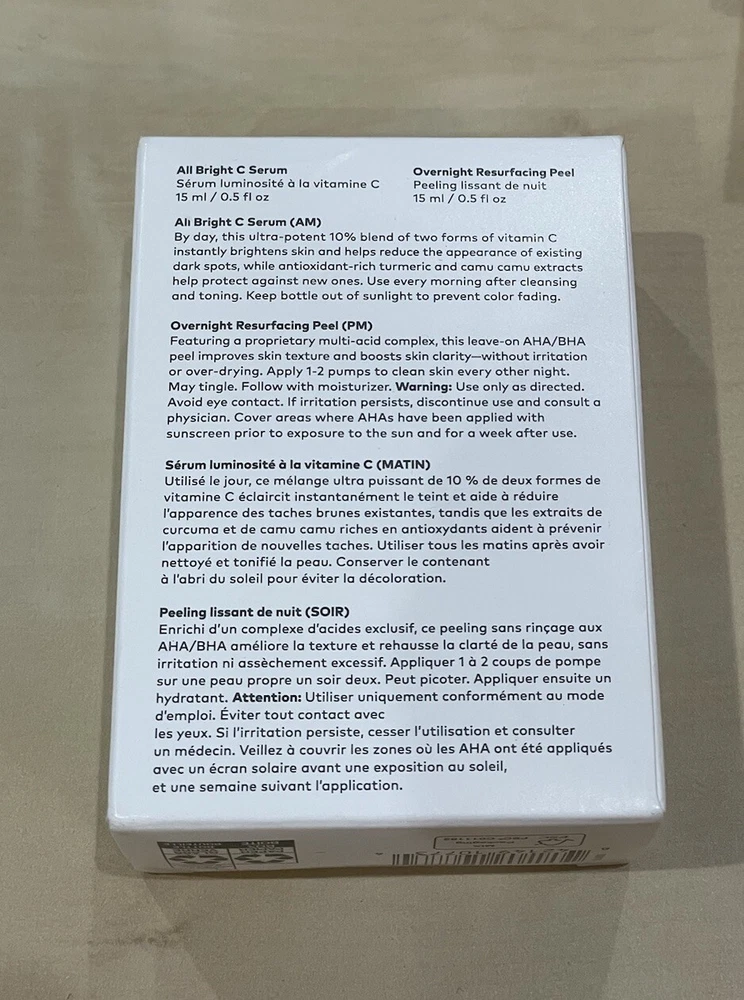 All Bright C Serum
Sérum luminosité à la vitamine C
15 ml / 0.5 fl oz
Overnight Resurfacing Peel
Peeling lissant de nuit
15 ml / 0.5 fl oz
All Bright C Serum (AM)
By day, this ultra-potent 10% blend of two forms of vitamin C
instantly brightens skin and helps reduce the appearance of existing
dark spots, while antioxidant-rich turmeric and camu camu extracts
help protect against new ones. Use every morning after cleansing
and toning. Keep bottle out of sunlight to prevent color fading.
Overnight Resurfacing Peel (PM)
Featuring a proprietary multi-acid complex, this leave-on AHA/BHA
peel improves skin texture and boosts skin clarity—without irritation
or over-drying. Apply 1-2 pumps to clean skin every other night.
May tingle. Follow with moisturizer. Warning: Use only as directed.
Avoid eye contact. If irritation persists, discontinue use and consult a
physician. Cover areas where AHAs have been applied with
sunscreen prior to exposure to the sun and for a week after use.
Sérum luminosité à la vitamine C (MATIN)
Utilisé le jour, ce mélange ultra puissant de 10 % de deux formes de
vitamine C éclaircit instantanément le teint et aide à réduire
l'apparence des taches brunes existantes, tandis que les extraits de
curcuma et de camu camu riches en antioxydants aident à prévenir
l'apparition de nouvelles taches. Utiliser tous les matins après avoir
nettoyé et tonifié la peau. Conserver le contenant
à l'abri du soleil pour éviter la décoloration.
Peeling lissant de nuit (SOIR)
Enrichi d'un complexe d'acides exclusif, ce peeling sans rinçage aux
AHA/BHA améliore la texture et rehausse la clarté de la peau, sans
irritation ni assèchement excessif. Appliquer 1 à 2 coups de pompe
sur une peau propre un soir deux. Peut picoter. Appliquer ensuite un
hydratant. Attention: Utiliser uniquement conformément au mode
d'emploi. Éviter tout contact avec
les yeux. Si l'irritation persiste, cesser l'utilisation et consulter
un médecin. Veillez à couvrir les zones où les AHA ont été appliqués
avec un écran solaire avant une exposition au soleil,
et une semaine suivant l'application.